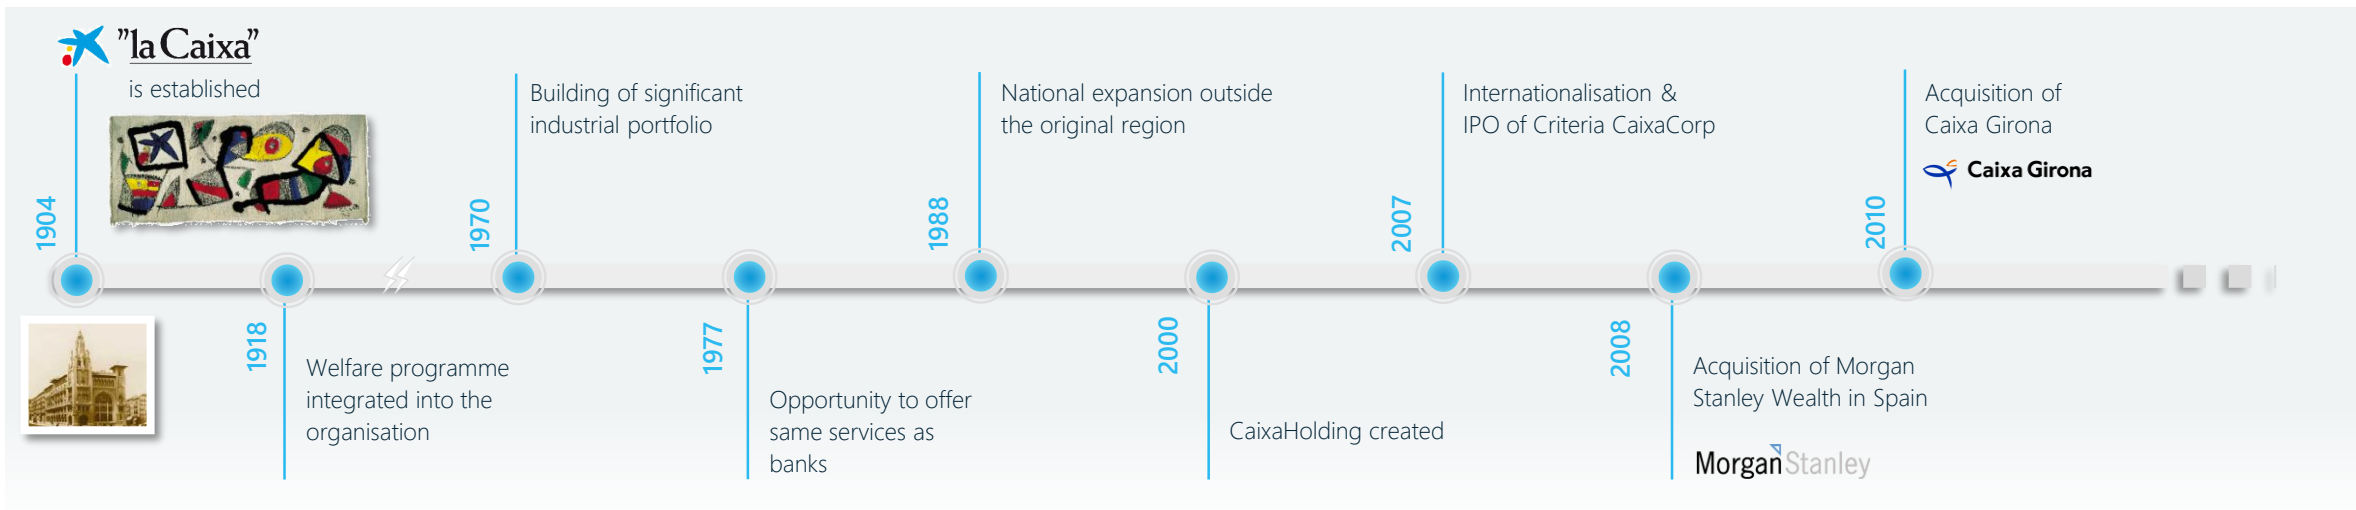 "la Caixa"
is established
1904
1918
Welfare programme
integrated into the
organisation
1970
Building of significant
industrial portfolio
1977
Opportunity to offer
same services as
banks
1988
National expansion outside
the original region
2000
CaixaHolding created
2007
Internationalisation &
IPO of Criteria CaixaCorp
2008
Acquisition of Morgan
Stanley Wealth in Spain
MorganStanley
2010
Acquisition of
Caixa Girona
Caixa Girona